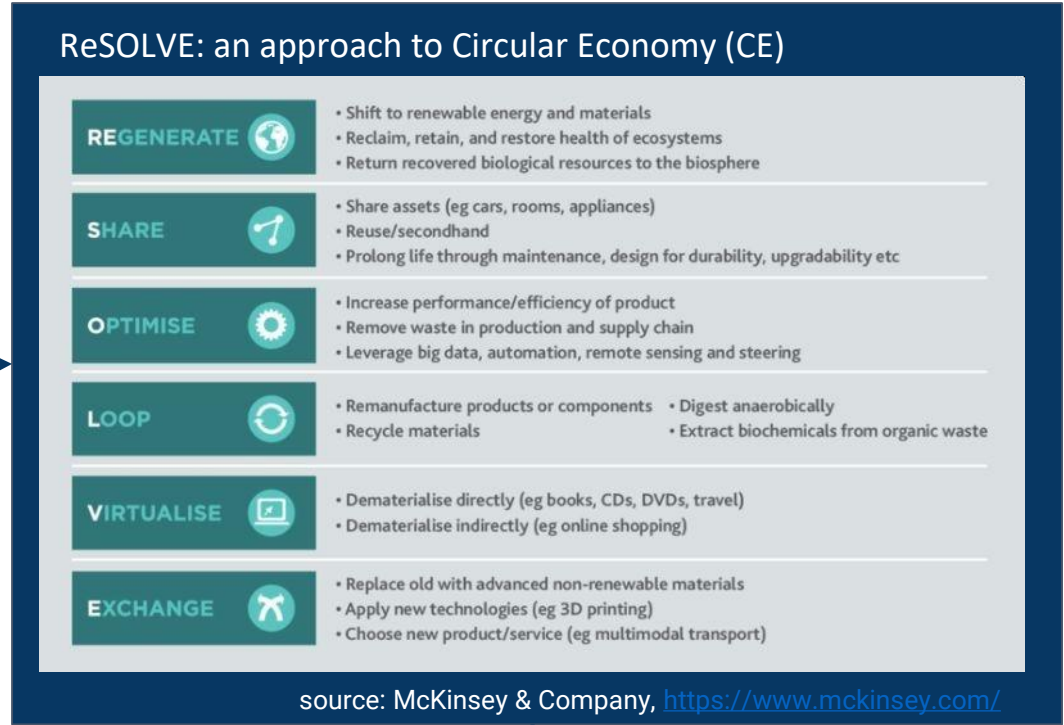 ReSOLVE: an approach to Circular Economy (CE)
REGENERATE
• Shift to renewable energy and materials
• Reclaim, retain, and restore health of ecosystems
• Return recovered biological resources to the biosphere
SHARE
• Share assets (eg cars, rooms, appliances)
• Reuse/secondhand
• Prolong life through maintenance, design for durability, upgradability etc
OPTIMISE
• Increase performance/efficiency of product
• Remove waste in production and supply chain
• Leverage big data, automation, remote sensing and steering
LOOP
• Remanufacture products or components • Digest anaerobically
• Recycle materials • Extract biochemicals from organic waste
VIRTUALISE
• Dematerialise directly (eg books, CDs, DVDs, travel)
• Dematerialise indirectly (eg online shopping)
EXCHANGE
• Replace old with advanced non-renewable materials
• Apply new technologies (eg 3D printing)
• Choose new product/service (eg multimodal transport)
source: McKinsey & Company, https://www.mckinsey.com/